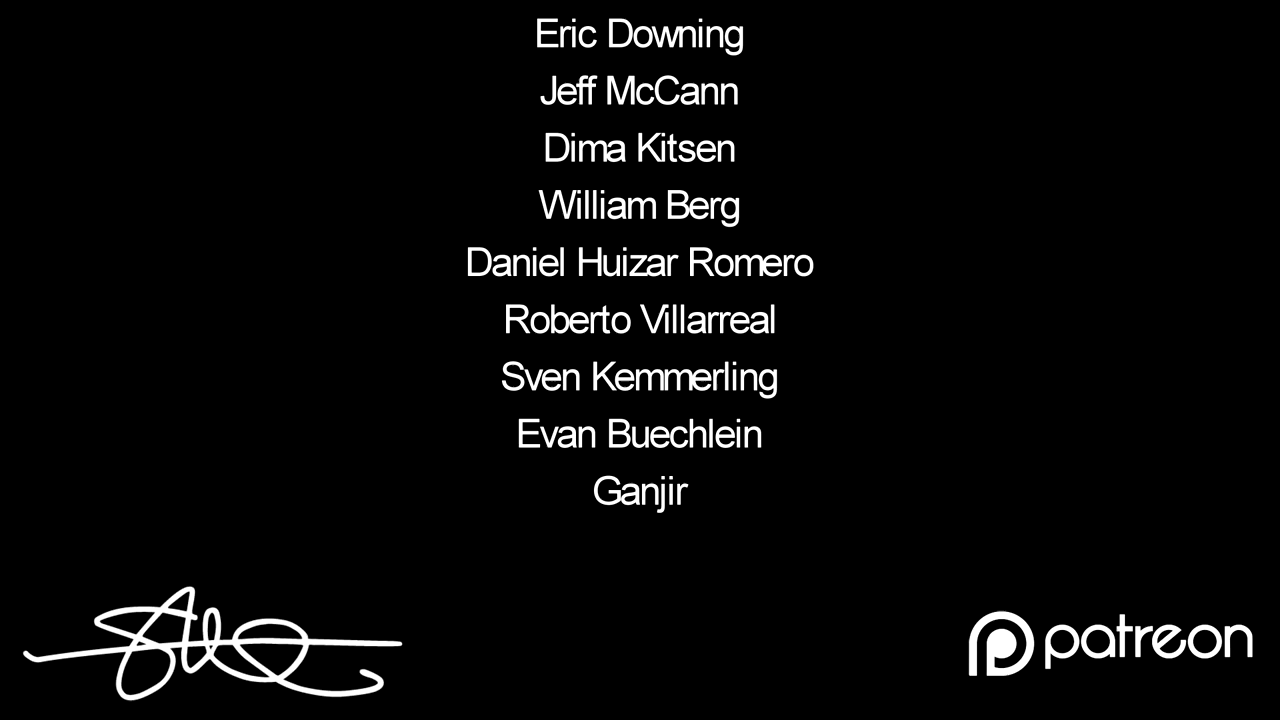 Eric Downing
Jeff McCann
Dima Kitsen
William Berg
Daniel Huizar Romero
Roberto Villarreal
Sven Kemmerling
Evan Buechlein
Ganjir
patreon